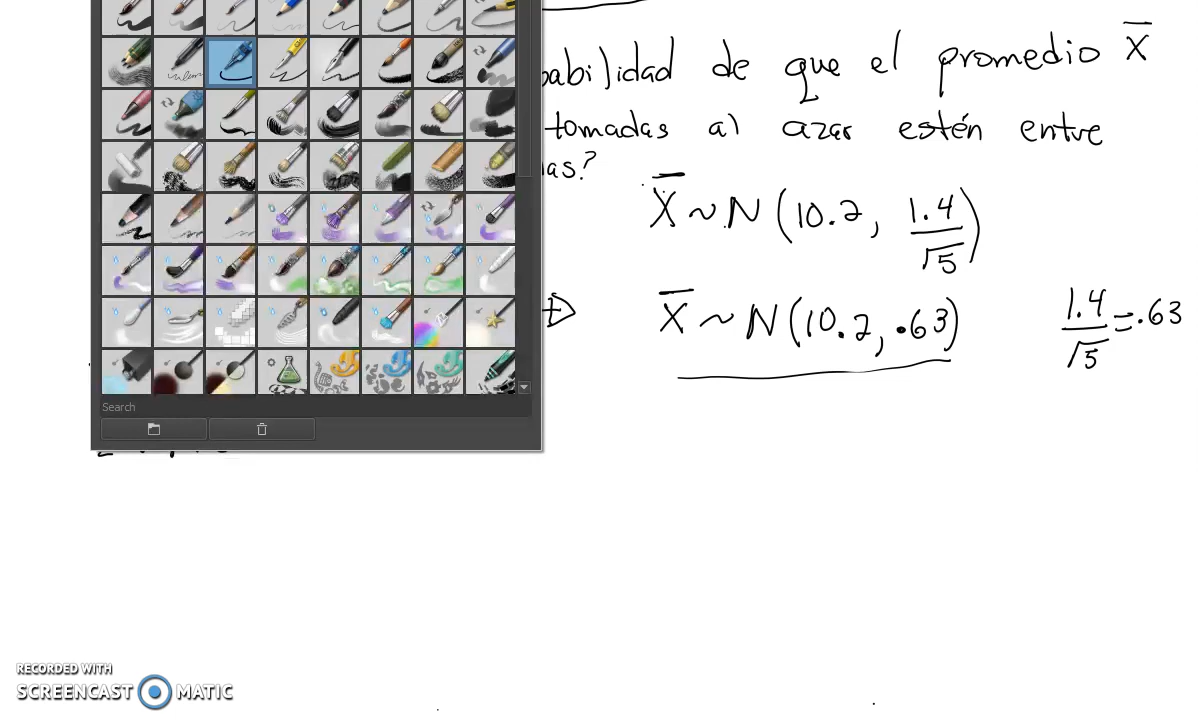 babilidad de que el promedio X̄
tomadas al azar estén entre
as?
X̄ ~ N (10.2, 1.4/√5)
X̄ ~ N (10.2, .63)
1.4/√5 = .63
Search
RECORDED WITH
SCREENCAST MATIC